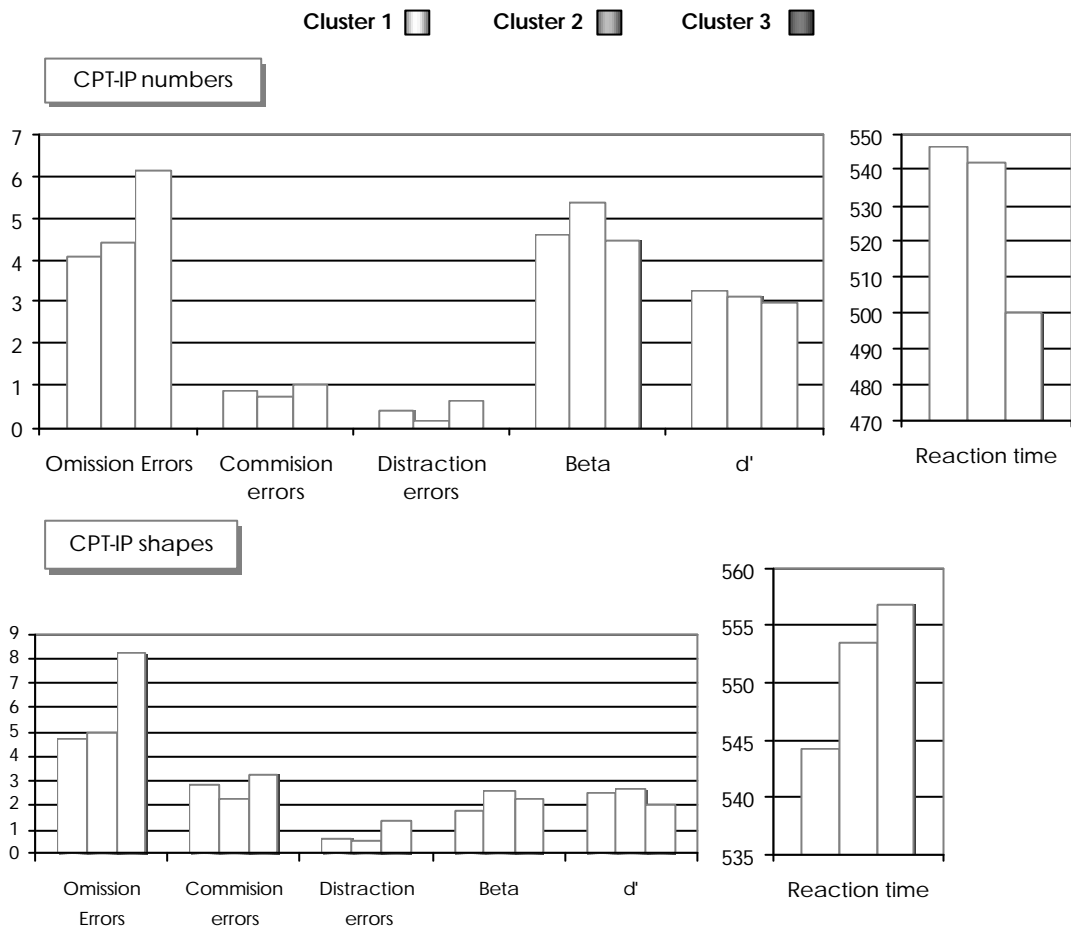 Cluster 1 Cluster 2 Cluster 3
CPT-IP numbers
7
6
5
4
3
2
1
0
Omission Errors
Commision
errors
Distraction
errors
Beta
d'
550
540
530
520
510
500
490
480
470
Reaction time
CPT-IP shapes
9
8
7
6
5
4
3
2
1
0
Omission
Errors
Commision
errors
Distraction
errors
Beta
d'
560
555
550
545
540
535
Reaction time